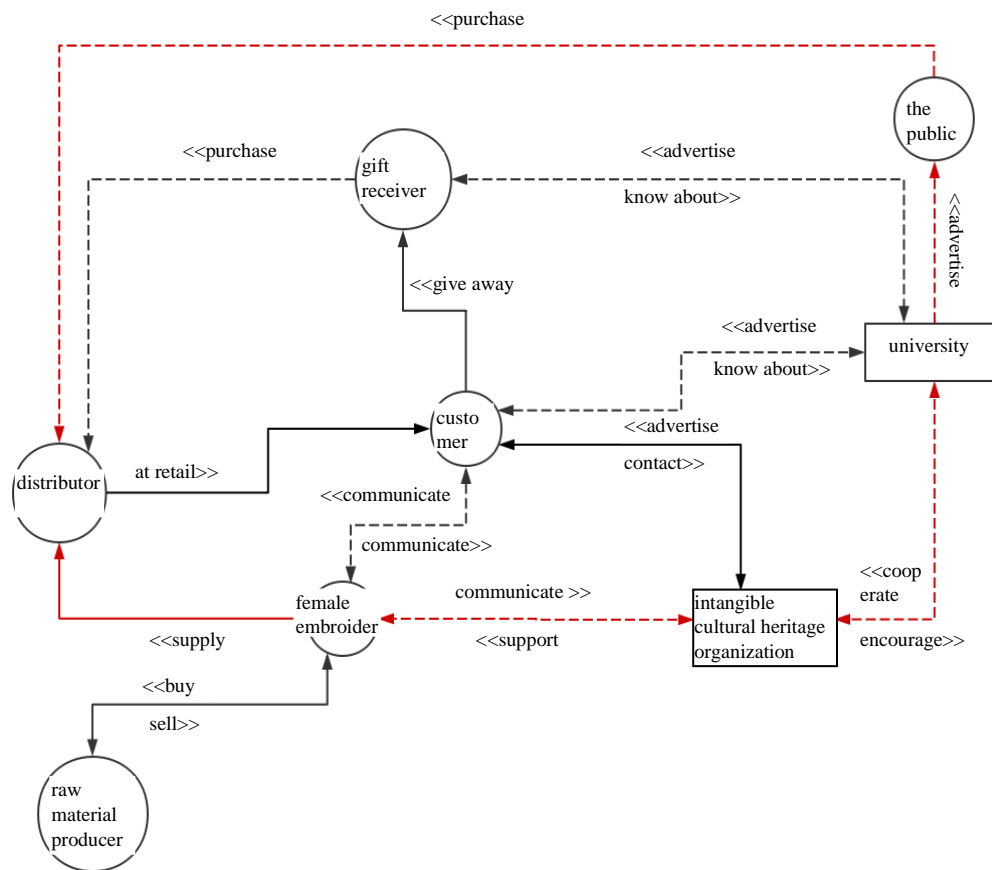 <<purchase
the
public
<<purchase
gift
receiver
<<advertise
know about>>
<<advertise
<<give away
<<advertise
know about>>
university
custo
mer
<<advertise
contact>>
distributor
at retail>>
<<communicate
communicate>>
<<coop
erate
encourage>>
female
embroider
communicate >>
<<support
intangible
cultural heritage
organization
<<supply
<<buy
sell>>
raw
material
producer